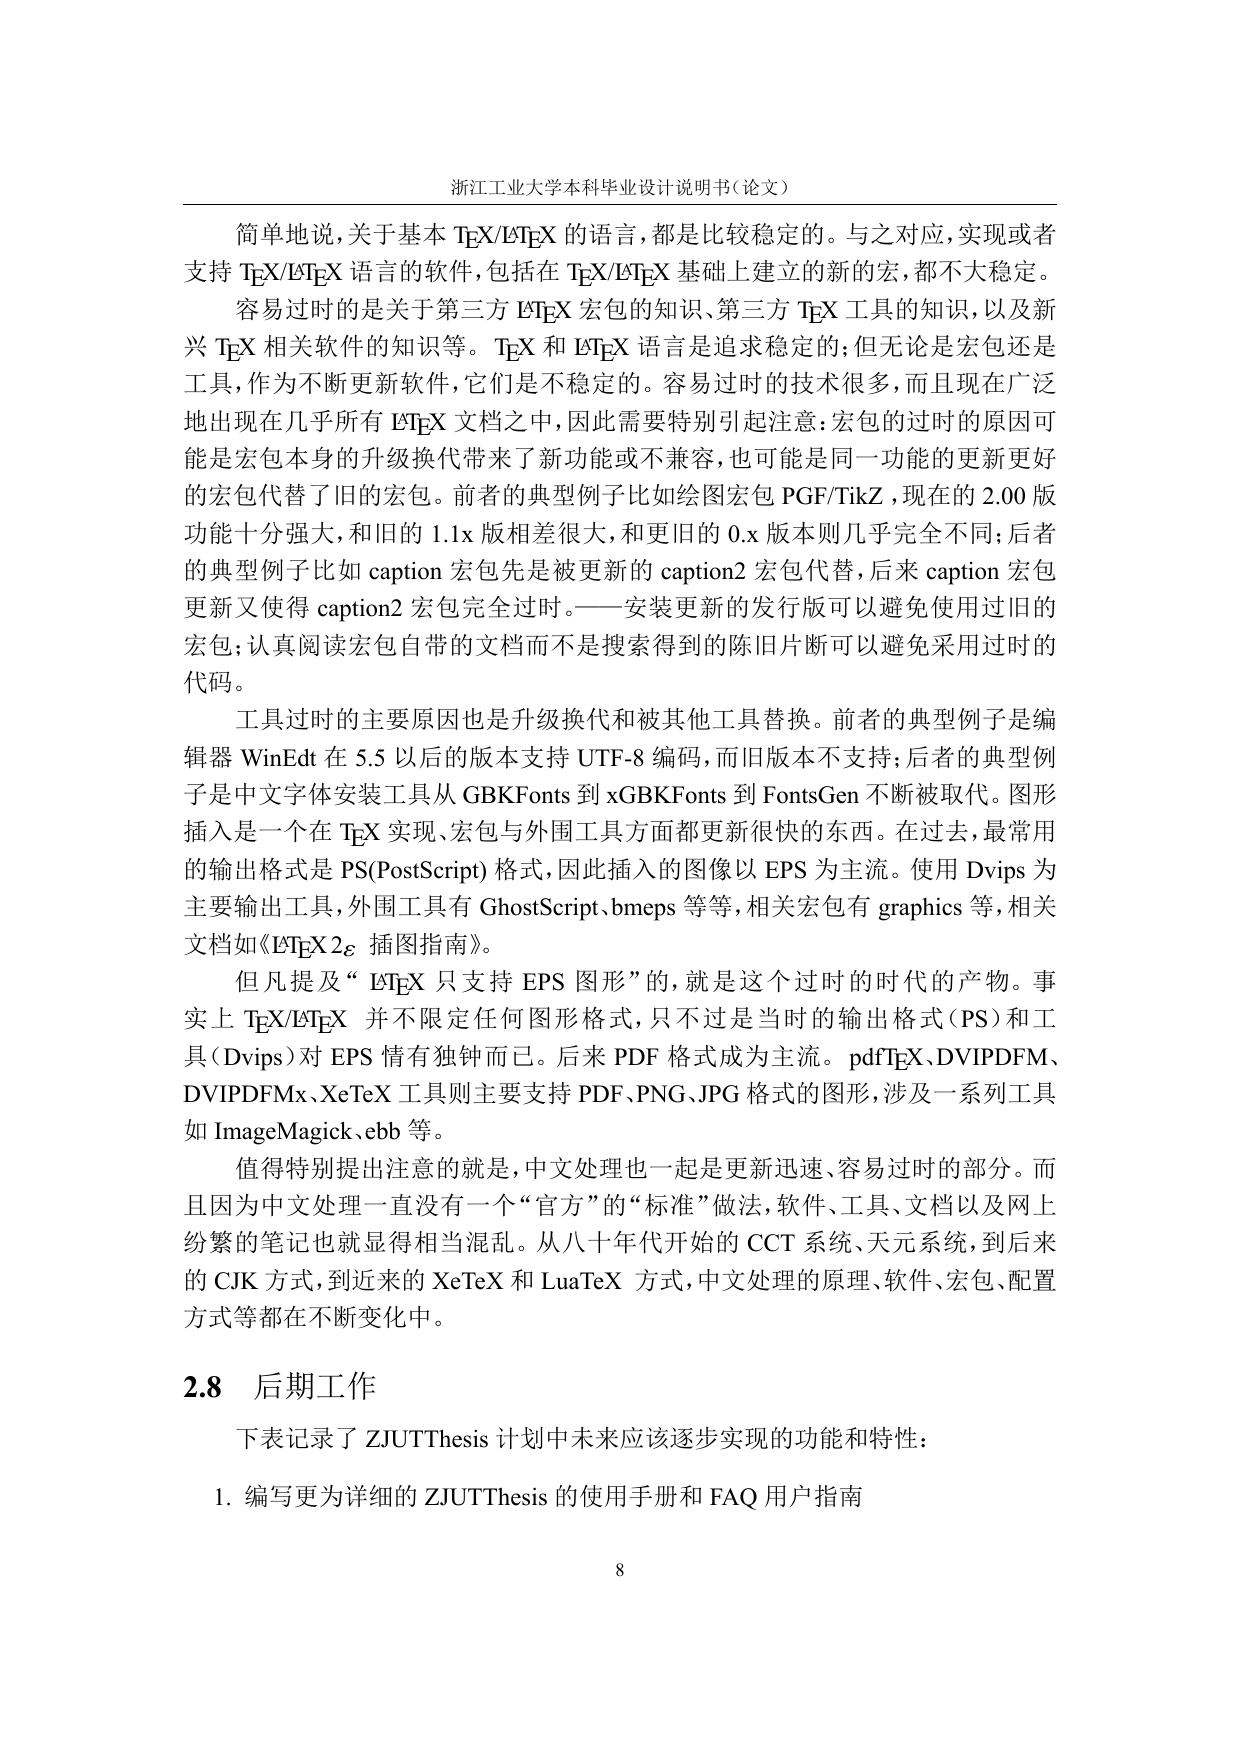 浙江工业大学本科毕业设计说明书（论文）
简单地说，关于基本 TEX/LATEX 的语言，都是比较稳定的。与之对应，实现或者
支持 TEX/LATEX 语言的软件，包括在 TEX/LATEX 基础上建立的新的宏，都不大稳定。
容易过时的是关于第三方 LATEX 宏包的知识、第三方 TEX 工具的知识，以及新
兴 TEX 相关软件的知识等。TEX 和 LATEX 语言是追求稳定的；但无论是宏包还是
工具，作为不断更新软件，它们是不稳定的。容易过时的技术很多，而且现在广泛
地出现在几乎所有 LATEX 文档之中，因此需要特别引起注意：宏包的过时的原因可
能是宏包本身的升级换代带来了新功能或不兼容，也可能是同一功能的更新更好
的宏包代替了旧的宏包。前者的典型例子比如绘图宏包 PGF/TikZ ，现在的 2.00 版
功能十分强大，和旧的 1.1x 版相差很大，和更旧的 0.x 版本则几乎完全不同；后者
的典型例子比如 caption 宏包先是被更新的 caption2 宏包代替，后来 caption 宏包
更新又使得 caption2 宏包完全过时。——安装更新的发行版可以避免使用过旧的
宏包；认真阅读宏包自带的文档而不是搜索得到的陈旧片断可以避免采用过时的
代码。
工具过时的主要原因也是升级换代和被其他工具替换。前者的典型例子是编
辑器 WinEdt 在 5.5 以后的版本支持 UTF-8 编码，而旧版本不支持；后者的典型例
子是中文字体安装工具从 GBKFonts 到 xGBKFonts 到 FontsGen 不断被取代。图形
插入是一个在 TEX 实现、宏包与外围工具方面都更新很快的东西。在过去，最常用
的输出格式是 PS(PostScript) 格式，因此插入的图像以 EPS 为主流。使用 Dvips 为
主要输出工具，外围工具有 GhostScript、bmeps 等等，相关宏包有 graphics 等，相关
文档如《LATEX 2ε 插图指南》。
但凡提及“ LATEX 只支持 EPS 图形”的，就是这个过时的时代的产物。事
实上 TEX/LATEX 并不限定任何图形格式，只不过是当时的输出格式（PS）和工
具（Dvips）对 EPS 情有独钟而已。后来 PDF 格式成为主流。pdfTEX、DVIPDFM、
DVIPDFMx、XeTeX 工具则主要支持 PDF、PNG、JPG 格式的图形，涉及一系列工具
如 ImageMagick、ebb 等。
值得特别提出注意的就是，中文处理也一起是更新迅速、容易过时的部分。而
且因为中文处理一直没有一个“官方”的“标准”做法，软件、工具、文档以及网上
纷繁的笔记也就显得相当混乱。从八十年代开始的 CCT 系统、天元系统，到后来
的 CJK 方式，到近来的 XeTeX 和 LuaTeX 方式，中文处理的原理、软件、宏包、配置
方式等都在不断变化中。
2.8 后期工作
下表记录了 ZJUTThesis 计划中未来应该逐步实现的功能和特性：
1. 编写更为详细的 ZJUTThesis 的使用手册和 FAQ 用户指南
8